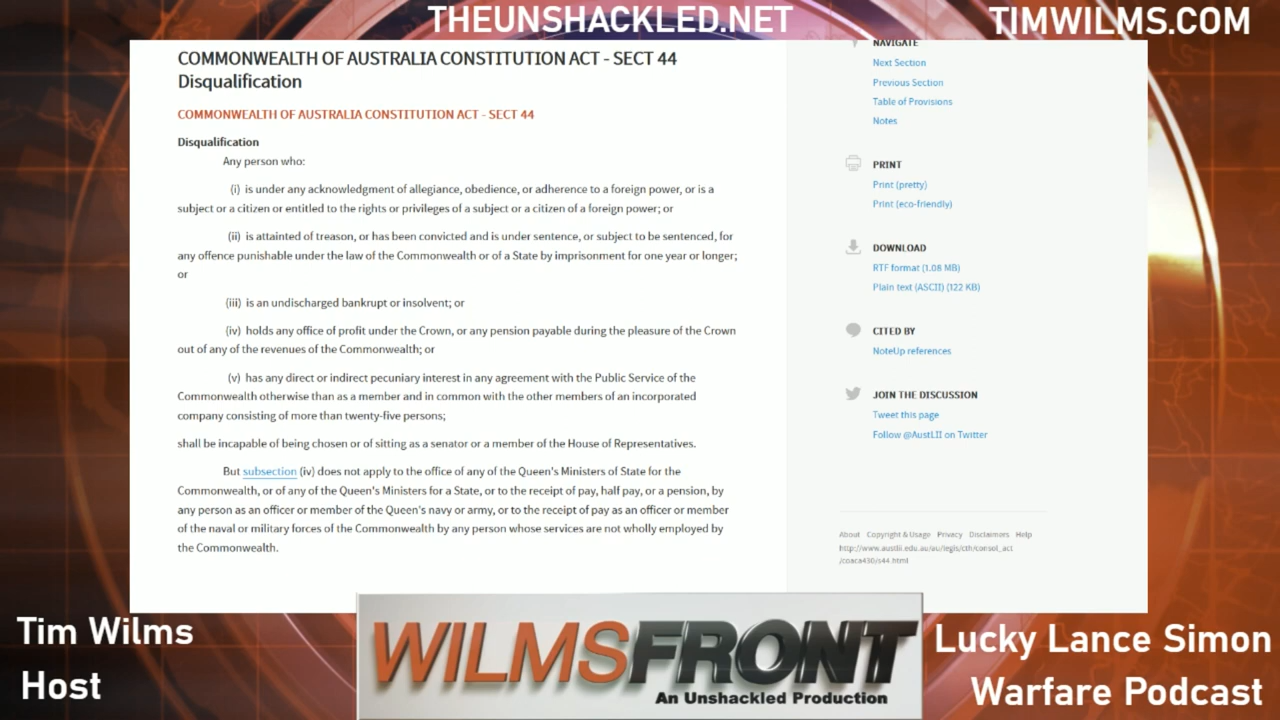 THEUNSHACKLED.NET
TIMWILMS.COM
COMMONWEALTH OF AUSTRALIA CONSTITUTION ACT - SECT 44
Disqualification
COMMONWEALTH OF AUSTRALIA CONSTITUTION ACT - SECT 44
Disqualification
Any person who:
(i) is under any acknowledgment of allegiance, obedience, or adherence to a foreign power, or is a
subject or a citizen or entitled to the rights or privileges of a subject or a citizen of a foreign power; or
(ii) is attainted of treason, or has been convicted and is under sentence, or subject to be sentenced, for
any offence punishable under the law of the Commonwealth or of a State by imprisonment for one year or longer;
or
(iii) is an undischarged bankrupt or insolvent; or
(iv) holds any office of profit under the Crown, or any pension payable during the pleasure of the Crown
out of any of the revenues of the Commonwealth; or
(v) has any direct or indirect pecuniary interest in any agreement with the Public Service of the
Commonwealth otherwise than as a member and in common with the other members of an incorporated
company consisting of more than twenty-five persons;
shall be incapable of being chosen or of sitting as a senator or a member of the House of Representatives.
But subsection (iv) does not apply to the office of any of the Queen's Ministers of State for the
Commonwealth, or of any of the Queen's Ministers for a State, or to the receipt of pay, half pay, or a pension, by
any person as an officer or member of the Queen's navy or army, or to the receipt of pay as an officer or member
of the naval or military forces of the Commonwealth by any person whose services are not wholly employed by
the Commonwealth.
NAVIGATE
Next Section
Previous Section
Table of Provisions
Notes
PRINT
Print (pretty)
Print (eco-friendly)
DOWNLOAD
RTF format (1.08 MB)
Plain text (ASCII) (122 KB)
CITED BY
NoteUp references
JOIN THE DISCUSSION
Tweet this page
Follow @AustLII on Twitter
About Copyright & Usage Privacy Disclaimers Help
http://www.austlii.edu.au/au/legis/cth/consol_act
/coaca430/s44.html
Tim Wilms
Host
WILMSFRONT
An Unshackled Production
Lucky Lance Simon
Warfare Podcast